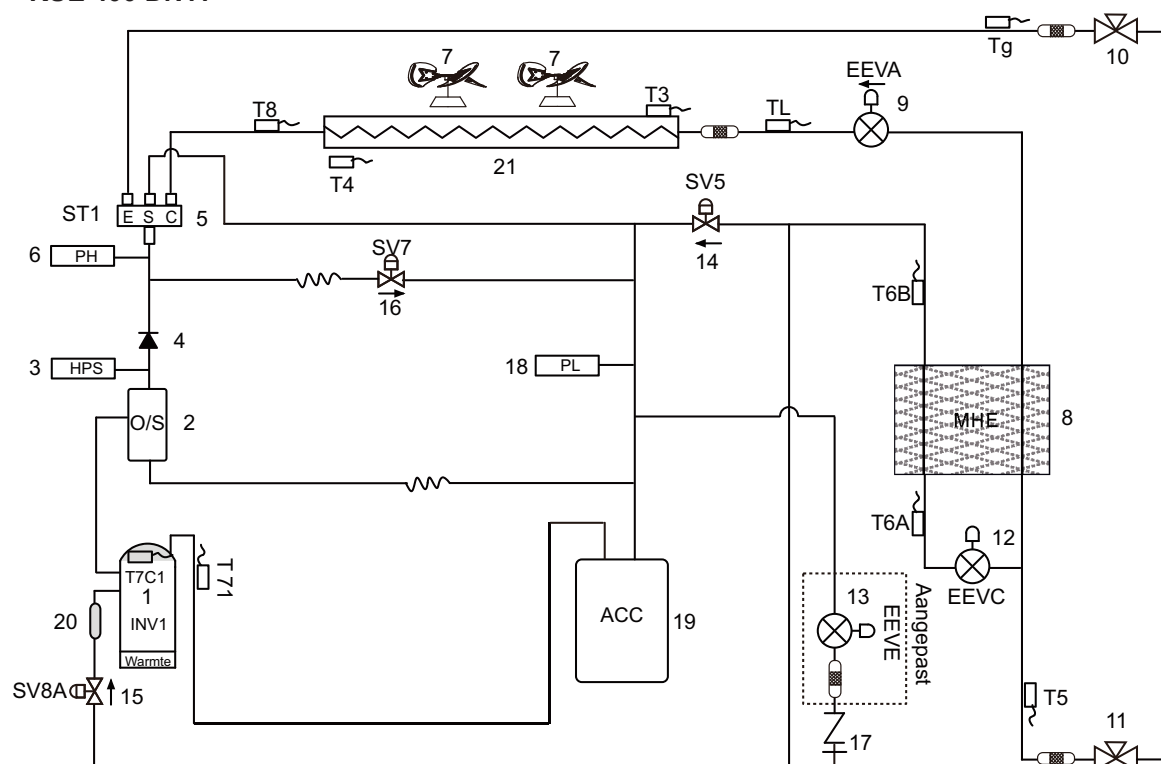 Tg
10
7
7
EEVA
9
T8
T3
TL
T4
21
SV5
ST1
E S C
5
14
6
PH
SV7
16
T6B
4
3
HPS
18
PL
O/S
2
MHE
8
T6A
12
EEVC
T7C1
1
INV1
Warmte
T 71
20
ACC
19
13
EEVE
Aangepast
SV8A
15
T5
11
17